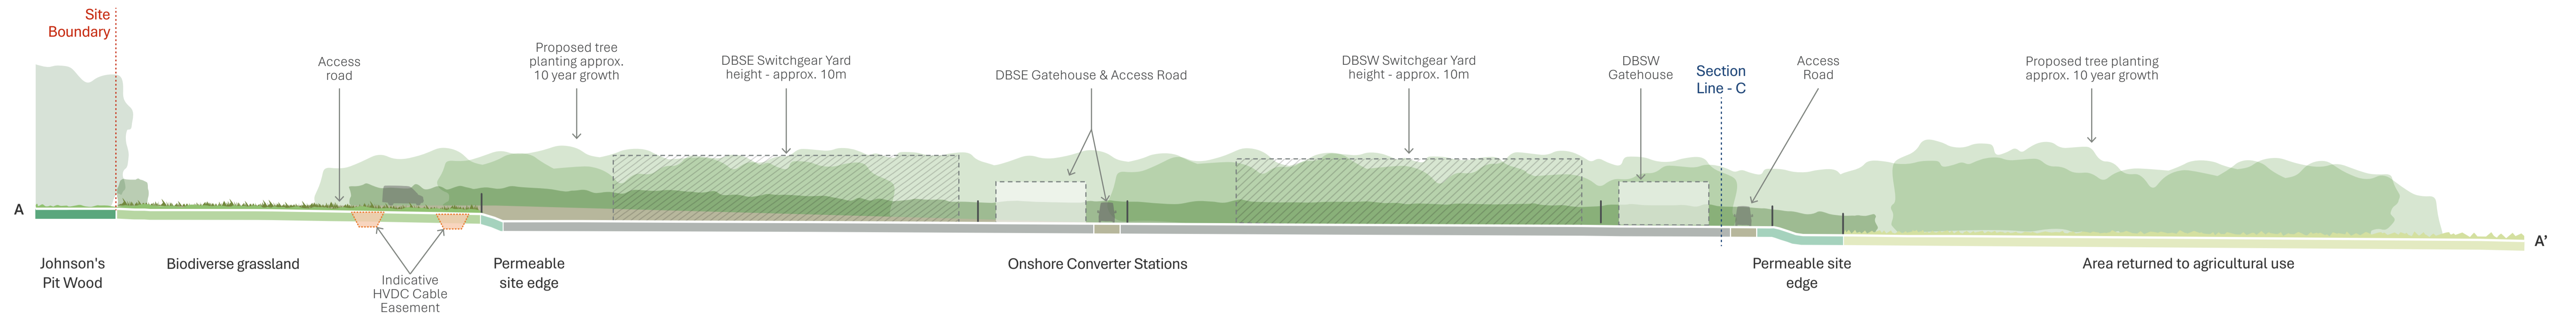 Site
Boundary
Access
road
Proposed tree
planting approx.
10 year growth
DBSE Switchgear Yard
height - approx. 10m
DBSE Gatehouse & Access Road
DBSW Switchgear Yard
height - approx. 10m
DBSW
Gatehouse
Section
Line - C
Access
Road
Proposed tree planting
approx. 10 year growth
A
A'
Johnson's
Pit Wood
Biodiverse grassland
Indicative
HVDC Cable
Easement
Permeable
site edge
Onshore Converter Stations
Permeable site
edge
Area returned to agricultural use